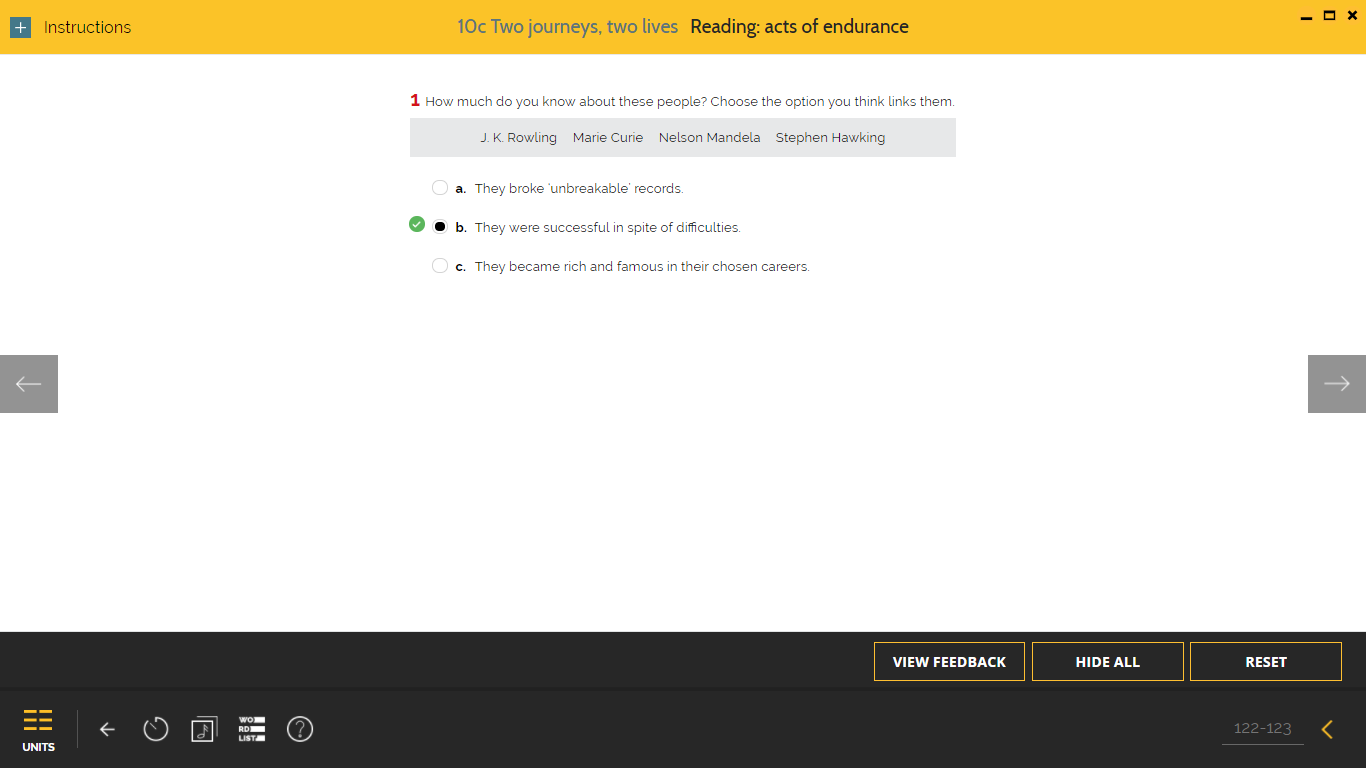 Instructions
10c Two journeys, two lives Reading: acts of endurance
1 How much do you know about these people? Choose the option you think links them.
J. K. Rowling Marie Curie Nelson Mandela Stephen Hawking
a. They broke 'unbreakable' records.
b. They were successful in spite of difficulties.
c. They became rich and famous in their chosen careers.
VIEW FEEDBACK HIDE ALL RESET
WO
RD
LIST
UNITS
122-123